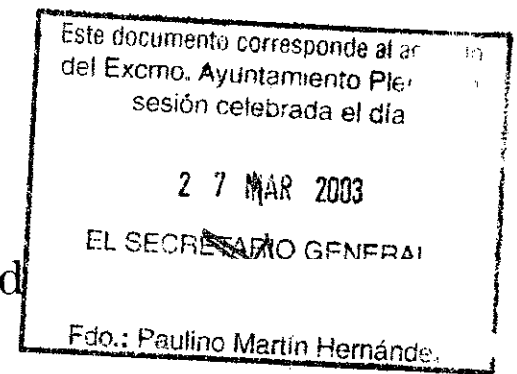 Este documento corresponde al
del Excmo. Ayuntamiento
sesión celebrada el día
2 7 MAR 2003
EL SECRETARIO GENERAL
d
Fdo.: Paulino Martín